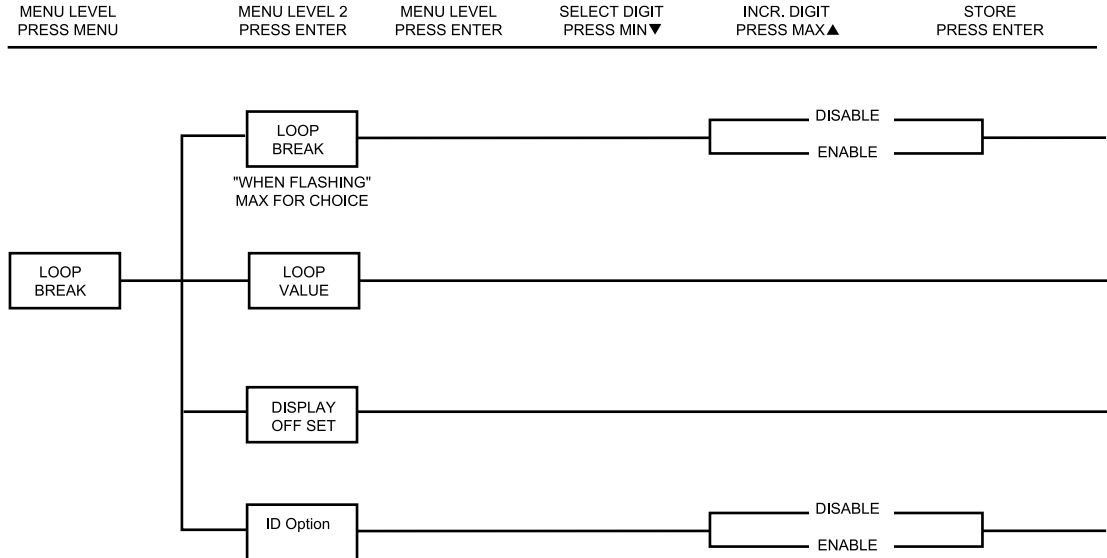 MENU LEVEL
PRESS MENU
MENU LEVEL 2
PRESS ENTER
MENU LEVEL
PRESS ENTER
SELECT DIGIT
PRESS MIN▼
INCR. DIGIT
PRESS MAX▲
STORE
PRESS ENTER
LOOP
BREAK
"WHEN FLASHING"
MAX FOR CHOICE
DISABLE
ENABLE
LOOP
BREAK
LOOP
VALUE
DISPLAY
OFF SET
ID Option
DISABLE
ENABLE